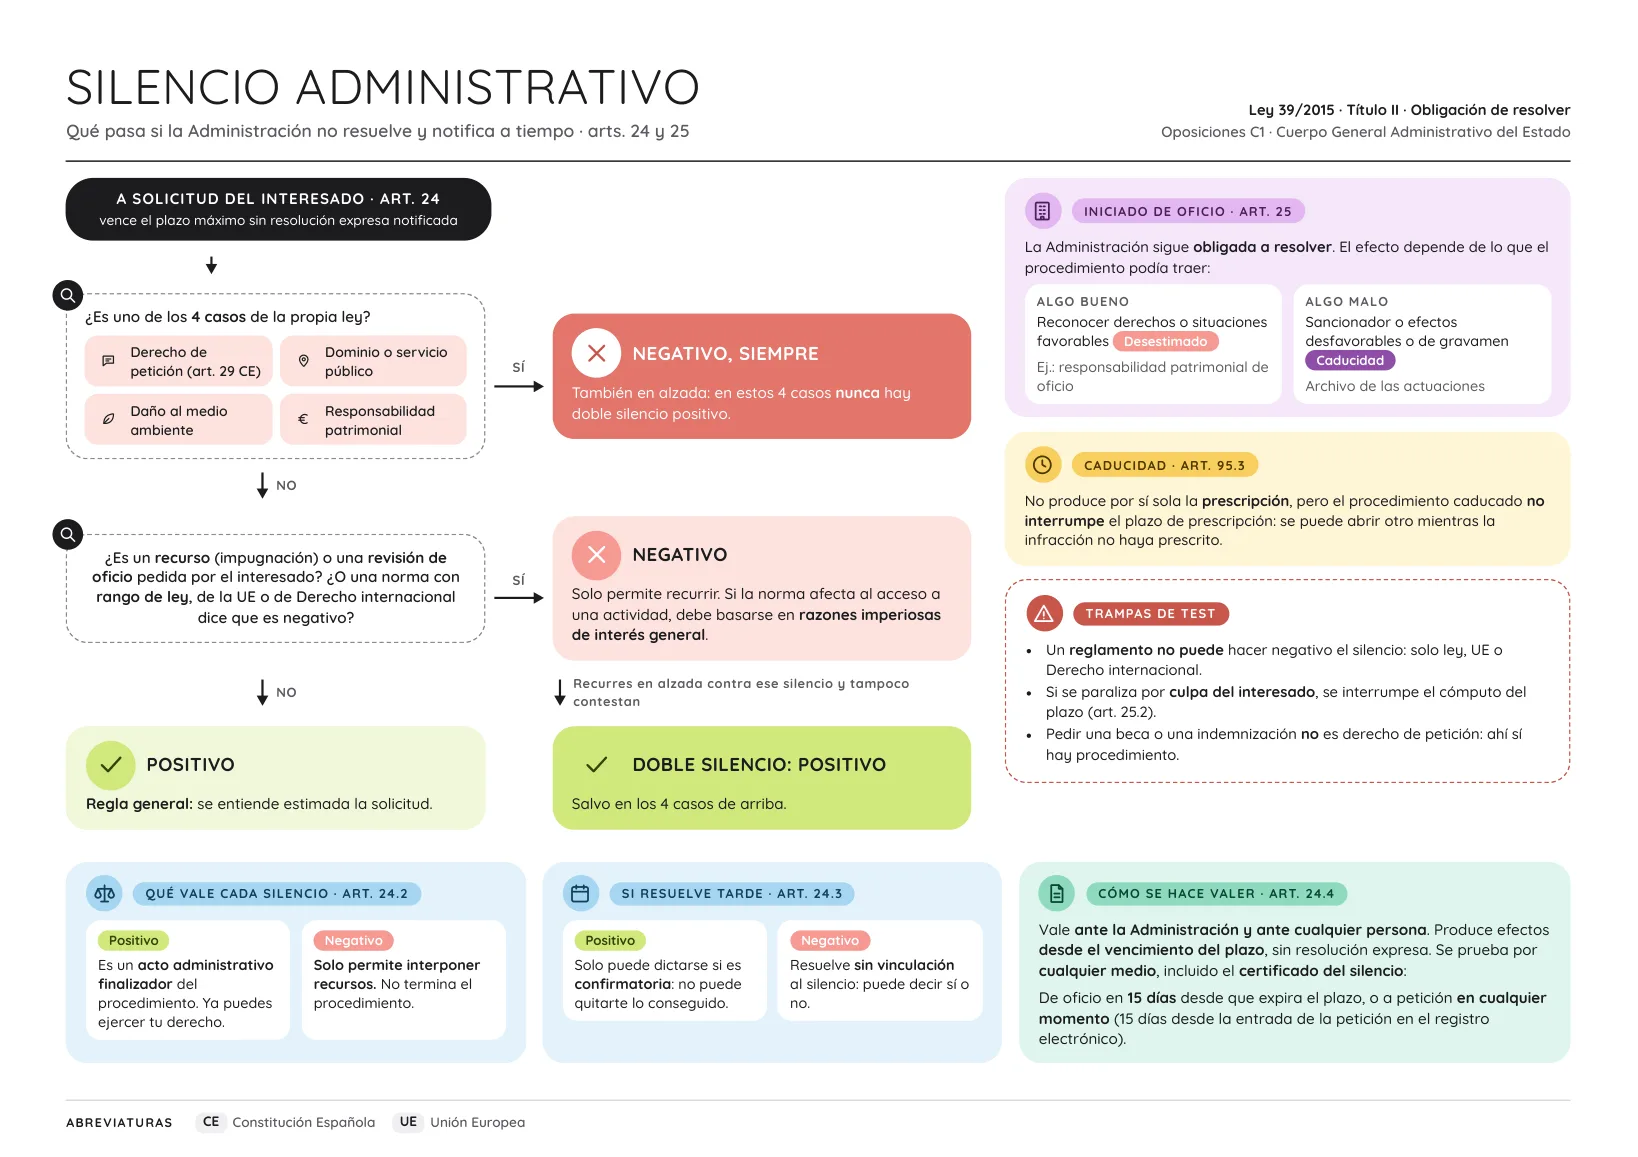 SILENCIO ADMINISTRATIVO
Qué pasa si la Administración no resuelve y notifica a tiempo · arts. 24 y 25
Ley 39/2015 · Título II · Obligación de resolver
Oposiciones C1 · Cuerpo General Administrativo del Estado
A SOLICITUD DEL INTERESADO · ART. 24
vence el plazo máximo sin resolución expresa notificada
¿Es uno de los 4 casos de la propia ley?
Derecho de
petición (art. 29 CE)
Dominio o servicio
público
Daño al medio
ambiente
€
Responsabilidad
patrimonial
SÍ
NEGATIVO, SIEMPRE
También en alzada: en estos 4 casos nunca hay
doble silencio positivo.
NO
¿Es un recurso (impugnación) o una revisión de
oficio pedida por el interesado? ¿O una norma con
rango de ley, de la UE o de Derecho internacional
dice que es negativo?
SÍ
NEGATIVO
Solo permite recurrir. Si la norma afecta al acceso a
una actividad, debe basarse en razones imperiosas
de interés general.
NO
Recurres en alzada contra ese silencio y tampoco
contestan
POSITIVO
Regla general: se entiende estimada la solicitud.
DOBLE SILENCIO: POSITIVO
Salvo en los 4 casos de arriba.
INICIADO DE OFICIO · ART. 25
La Administración sigue obligada a resolver. El efecto depende de lo que el
procedimiento podía traer:
ALGO BUENO
Reconocer derechos o situaciones
favorables Desestimado
Ej.: responsabilidad patrimonial de
oficio
ALGO MALO
Sancionador o efectos
desfavorables o de gravamen
Caducidad
Archivo de las actuaciones
CADUCIDAD · ART. 95.3
No produce por sí sola la prescripción, pero el procedimiento caducado no
interrumpe el plazo de prescripción: se puede abrir otro mientras la
infracción no haya prescrito.
TRAMPAS DE TEST
• Un reglamento no puede hacer negativo el silencio: solo ley, UE o
Derecho internacional.
• Si se paraliza por culpa del interesado, se interrumpe el cómputo del
plazo (art. 25.2).
• Pedir una beca o una indemnización no es derecho de petición: ahí sí
hay procedimiento.
QUÉ VALE CADA SILENCIO · ART. 24.2
Positivo
Es un acto administrativo
finalizador del
procedimiento. Ya puedes
ejercer tu derecho.
Negativo
Solo permite interponer
recursos. No termina el
procedimiento.
SI RESUELVE TARDE · ART. 24.3
Positivo
Solo puede dictarse si es
confirmatoria: no puede
quitarte lo conseguido.
Negativo
Resuelve sin vinculación
al silencio: puede decir sí o
no.
CÓMO SE HACE VALER · ART. 24.4
Vale ante la Administración y ante cualquier persona. Produce efectos
desde el vencimiento del plazo, sin resolución expresa. Se prueba por
cualquier medio, incluido el certificado del silencio:
De oficio en 15 días desde que expira el plazo, o a petición en cualquier
momento (15 días desde la entrada de la petición en el registro
electrónico).
ABREVIATURAS CE Constitución Española UE Unión Europea